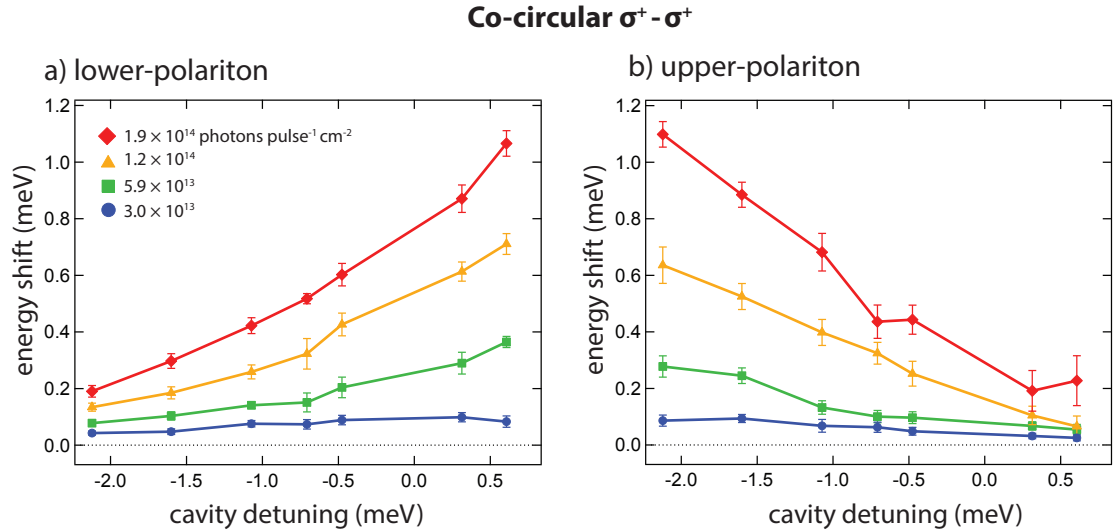 Co-circular σ⁺-σ⁺
a) lower-polariton
1.2
1.0
0.8
0.6
0.4
0.2
0.0
energy shift (meV)
1.9 × 10¹⁴ photons pulse⁻¹ cm⁻²
1.2 × 10¹⁴
5.9 × 10¹³
3.0 × 10¹³
-2.0 -1.5 -1.0 -0.5 0.0 0.5
cavity detuning (meV)
b) upper-polariton
1.2
1.0
0.8
0.6
0.4
0.2
0.0
energy shift (meV)
-2.0 -1.5 -1.0 -0.5 0.0 0.5
cavity detuning (meV)